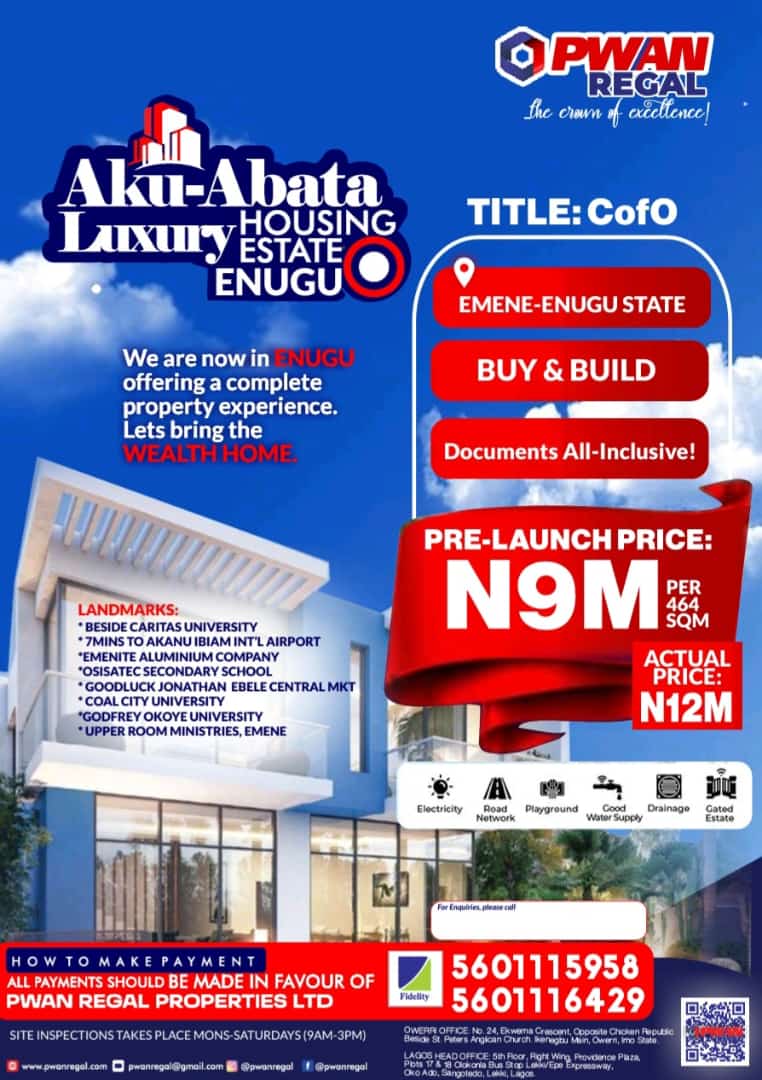 PWAN
REGAL
the crown of excellence!
Aku-Abata
Luxury HOUSING
ESTATE
ENUGU
TITLE: CofO
EMENE-ENUGU STATE
BUY & BUILD
Documents All-Inclusive!
We are now in ENUGU
offering a complete
property experience.
Lets bring the
WEALTH HOME.
PRE-LAUNCH PRICE:
N9M PER
464
SQM
ACTUAL
PRICE:
N12M
LANDMARKS:
* BESIDE CARITAS UNIVERSITY
* 7MINS TO AKANU IBIAM INT'L AIRPORT
*EMENITE ALUMINIUM COMPANY
*OSISATEC SECONDARY SCHOOL
* GOODLUCK JONATHAN EBELE CENTRAL MKT
* COAL CITY UNIVERSITY
*GODFREY OKOYE UNIVERSITY
* UPPER ROOM MINISTRIES, EMENE
Electricity
Road
Network
Playground
Good
Water Supply
Drainage
Gated
Estate
For Enquiries, please call
HOW TO MAKE PAYMENT
ALL PAYMENTS SHOULD BE MADE IN FAVOUR OF
PWAN REGAL PROPERTIES LTD
Fidelity
5601115958
5601116429
SITE INSPECTIONS TAKES PLACE MONS-SATURDAYS (9AM-3PM)
www.pwanregal.com pwanregal@gmail.com @pwanregal @pwanregal
OWERRI OFFICE: No. 24, Ekwema Crescent, Opposite Chicken Republic
Beside St. Peters Anglican Church. Ikenegbu Main, Owerri, Imo State.
LAGOS HEAD OFFICE: 5th Floor, Right Wing, Providence Plaza,
Plots 17 & 18 Olokonla Bus Stop Lekki/Epe Expressway,
Oko Ado, Sangotedo, Lekki, Lagos.